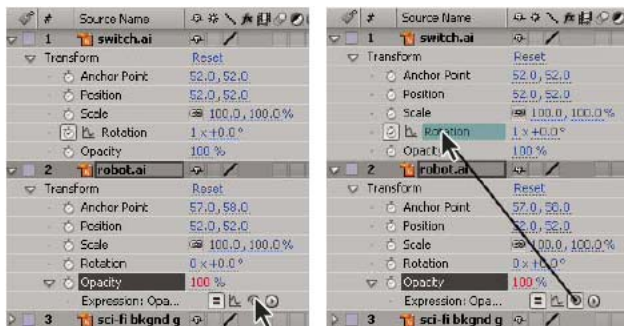 # Source Name
1 switch.ai
Transform Reset
Anchor Point 52.0, 52.0
Position 52.0, 52.0
Scale 100.0, 100.0%
Rotation 1 x +0.0°
Opacity 100 %
2 robot.ai
Transform Reset
Anchor Point 57.0, 58.0
Position 52.0, 52.0
Scale 100.0, 100.0%
Rotation 0 x +0.0°
Opacity 100 %
Expression: Opa...
3 sci-fi bkgnd g
# Source Name
1 switch.ai
Transform Reset
Anchor Point 52.0, 52.0
Position 52.0, 52.0
Scale 100.0, 100.0%
Rotation 1 x +0.0°
Opacity 100 %
2 robot.ai
Transform Reset
Anchor Point 57.0, 58.0
Position 52.0, 52.0
Scale 100.0, 100.0%
Rotation 0 x +0.0°
Opacity 100 %
Expression: Opa...
3 sci-fi bkgnd g